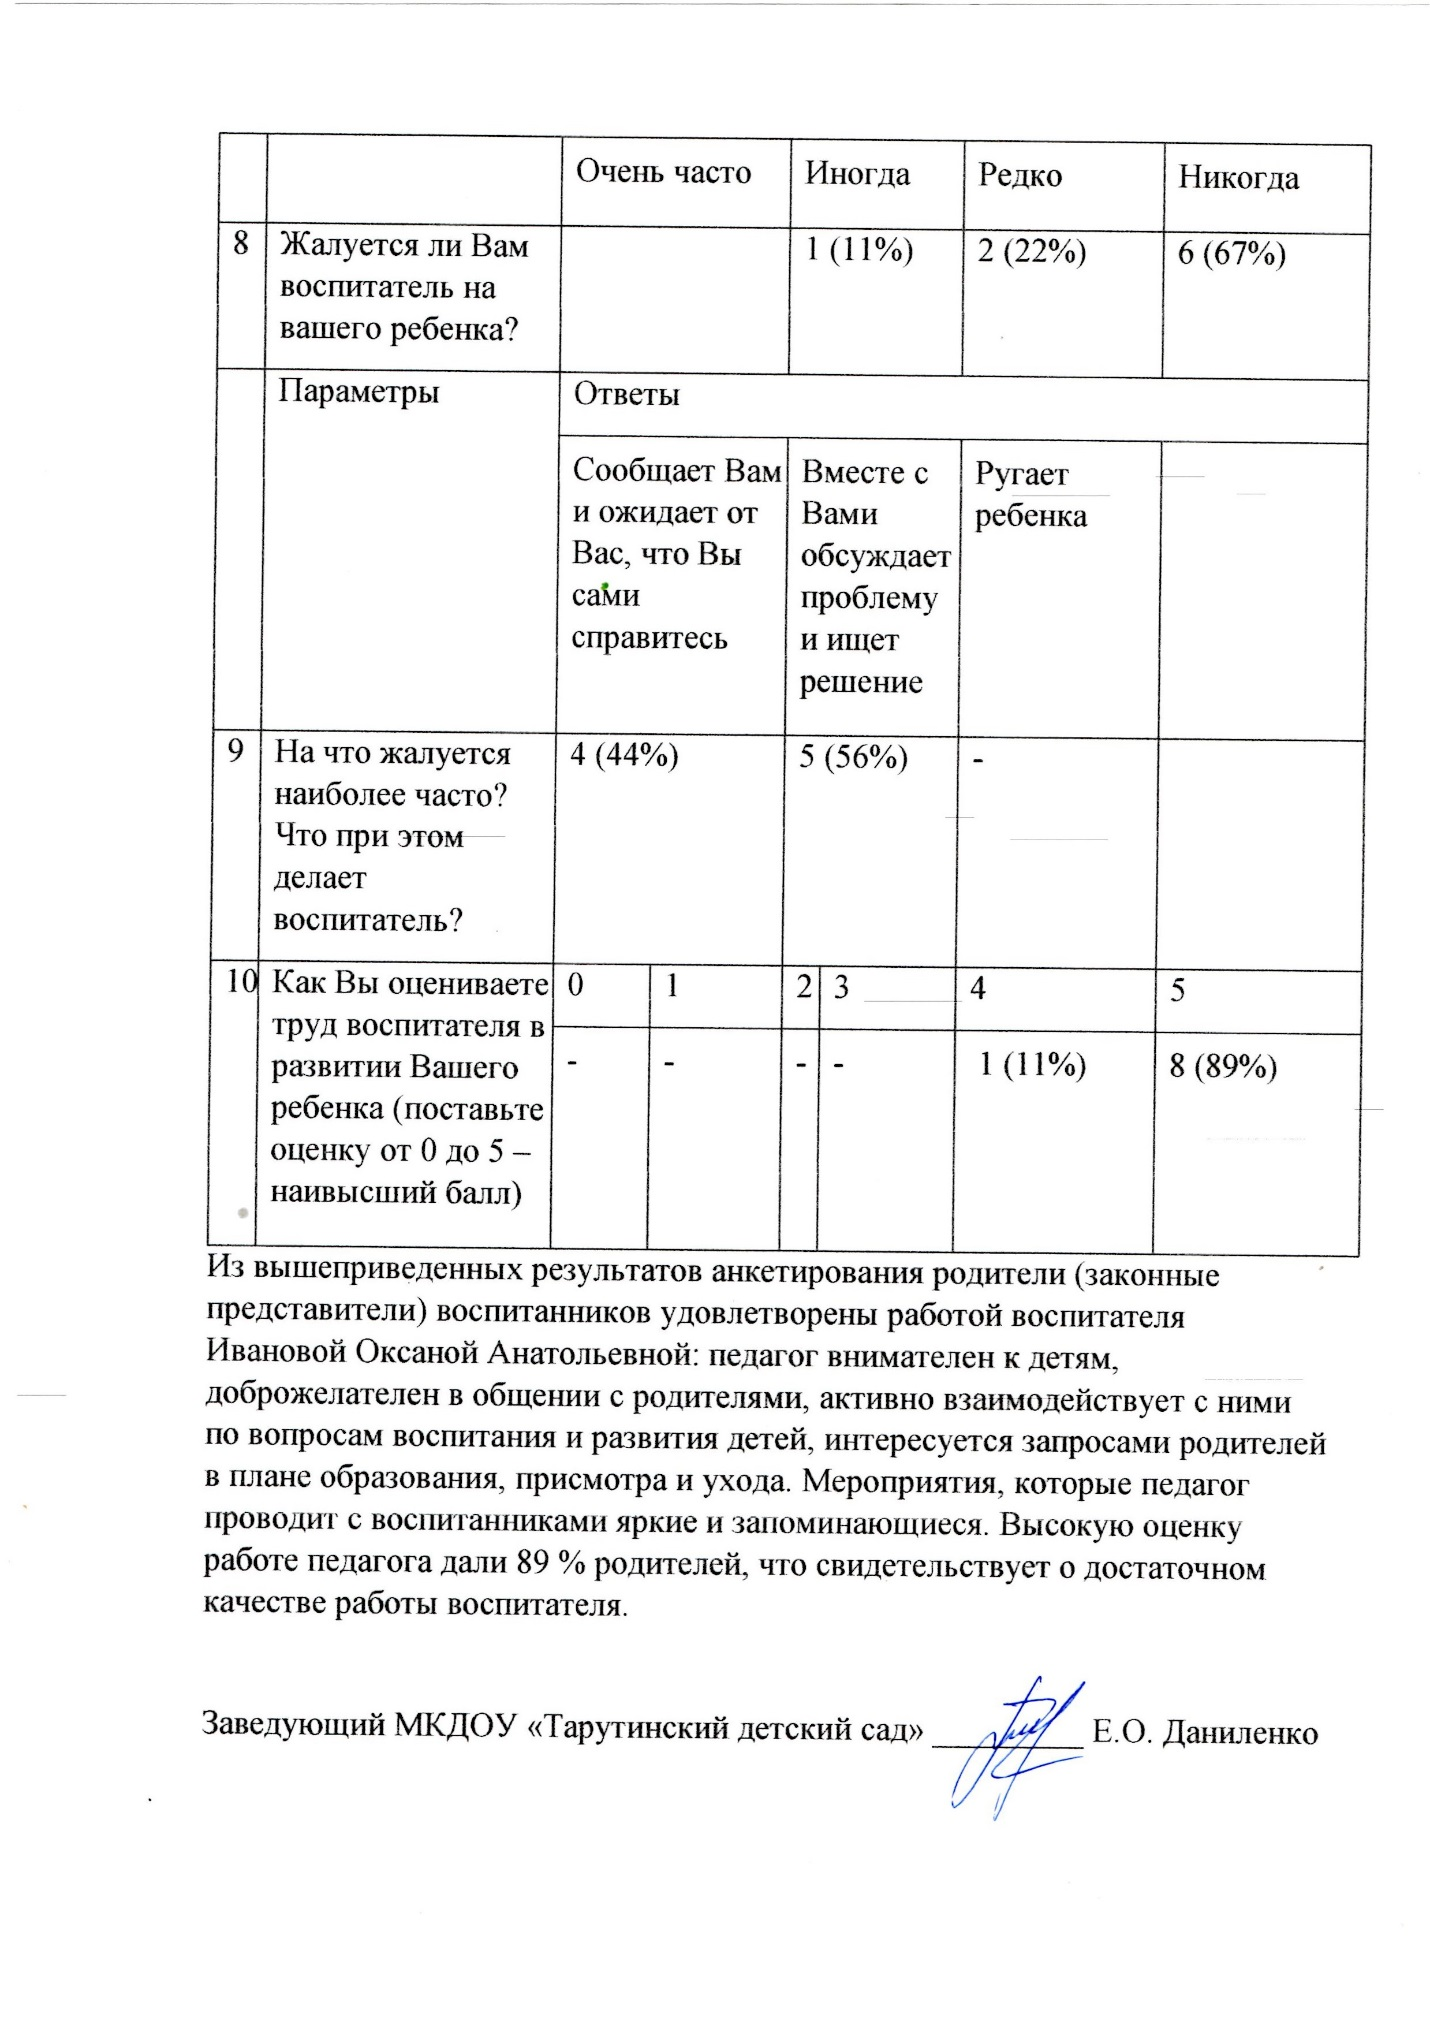 Очень часто Иногда Редко Никогда
8 Жалуется ли Вам 1 (11%) 2 (22%) 6 (67%)
воспитатель на
вашего ребенка?
Параметры Ответы
Сообщает Вам
и ожидает от
Вас, что Вы
сами
справитесь
Вместе с
Вами
обсуждает
проблему
и ищет
решение
Ругает
ребенка
9 На что жалуется 4 (44%) 5 (56%) -
наиболее часто?
Что при этом
делает
воспитатель?
10 Как Вы оцениваете 0 1 2 3 4 5
труд воспитателя в
развитии Вашего - - - - 1 (11%) 8 (89%)
ребенка (поставьте
оценку от 0 до 5 –
наивысший балл)
Из вышеприведенных результатов анкетирования родители (законные
представители) воспитанников удовлетворены работой воспитателя
Ивановой Оксаной Анатольевной: педагог внимателен к детям,
доброжелателен в общении с родителями, активно взаимодействует с ними
по вопросам воспитания и развития детей, интересуется запросами родителей
в плане образования, присмотра и ухода. Мероприятия, которые педагог
проводит с воспитанниками яркие и запоминающиеся. Высокую оценку
работе педагога дали 89 % родителей, что свидетельствует о достаточном
качестве работы воспитателя.
Заведующий МКДОУ «Тарутинский детский сад» __________ Е.О. Даниленко